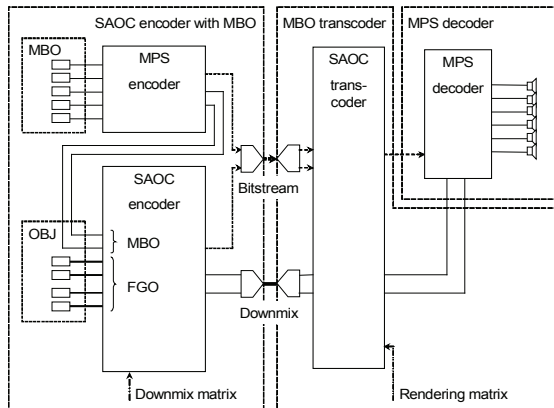 SAOC encoder with MBO
MBO transcoder
MPS decoder
MBO
MPS
encoder
SAOC
trans-
coder
MPS
decoder
SAOC
encoder
Bitstream
OBJ
MBO
FGO
Downmix
Downmix matrix
Rendering matrix